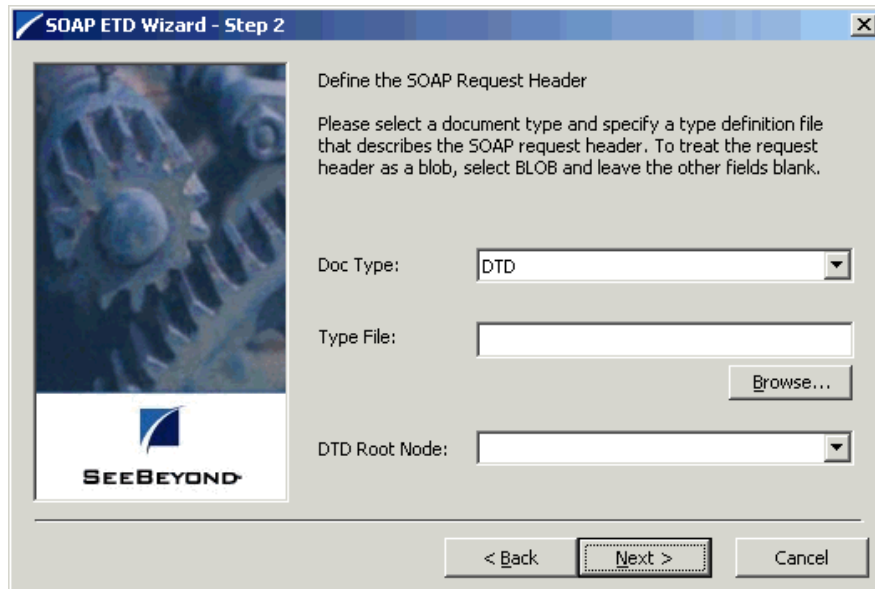 SOAP ETD Wizard - Step 2
Define the SOAP Request Header
Please select a document type and specify a type definition file
that describes the SOAP request header. To treat the request
header as a blob, select BLOB and leave the other fields blank.
Doc Type:
DTD
Type File:
Browse...
DTD Root Node:
SEEBEYOND
< Back
Next >
Cancel